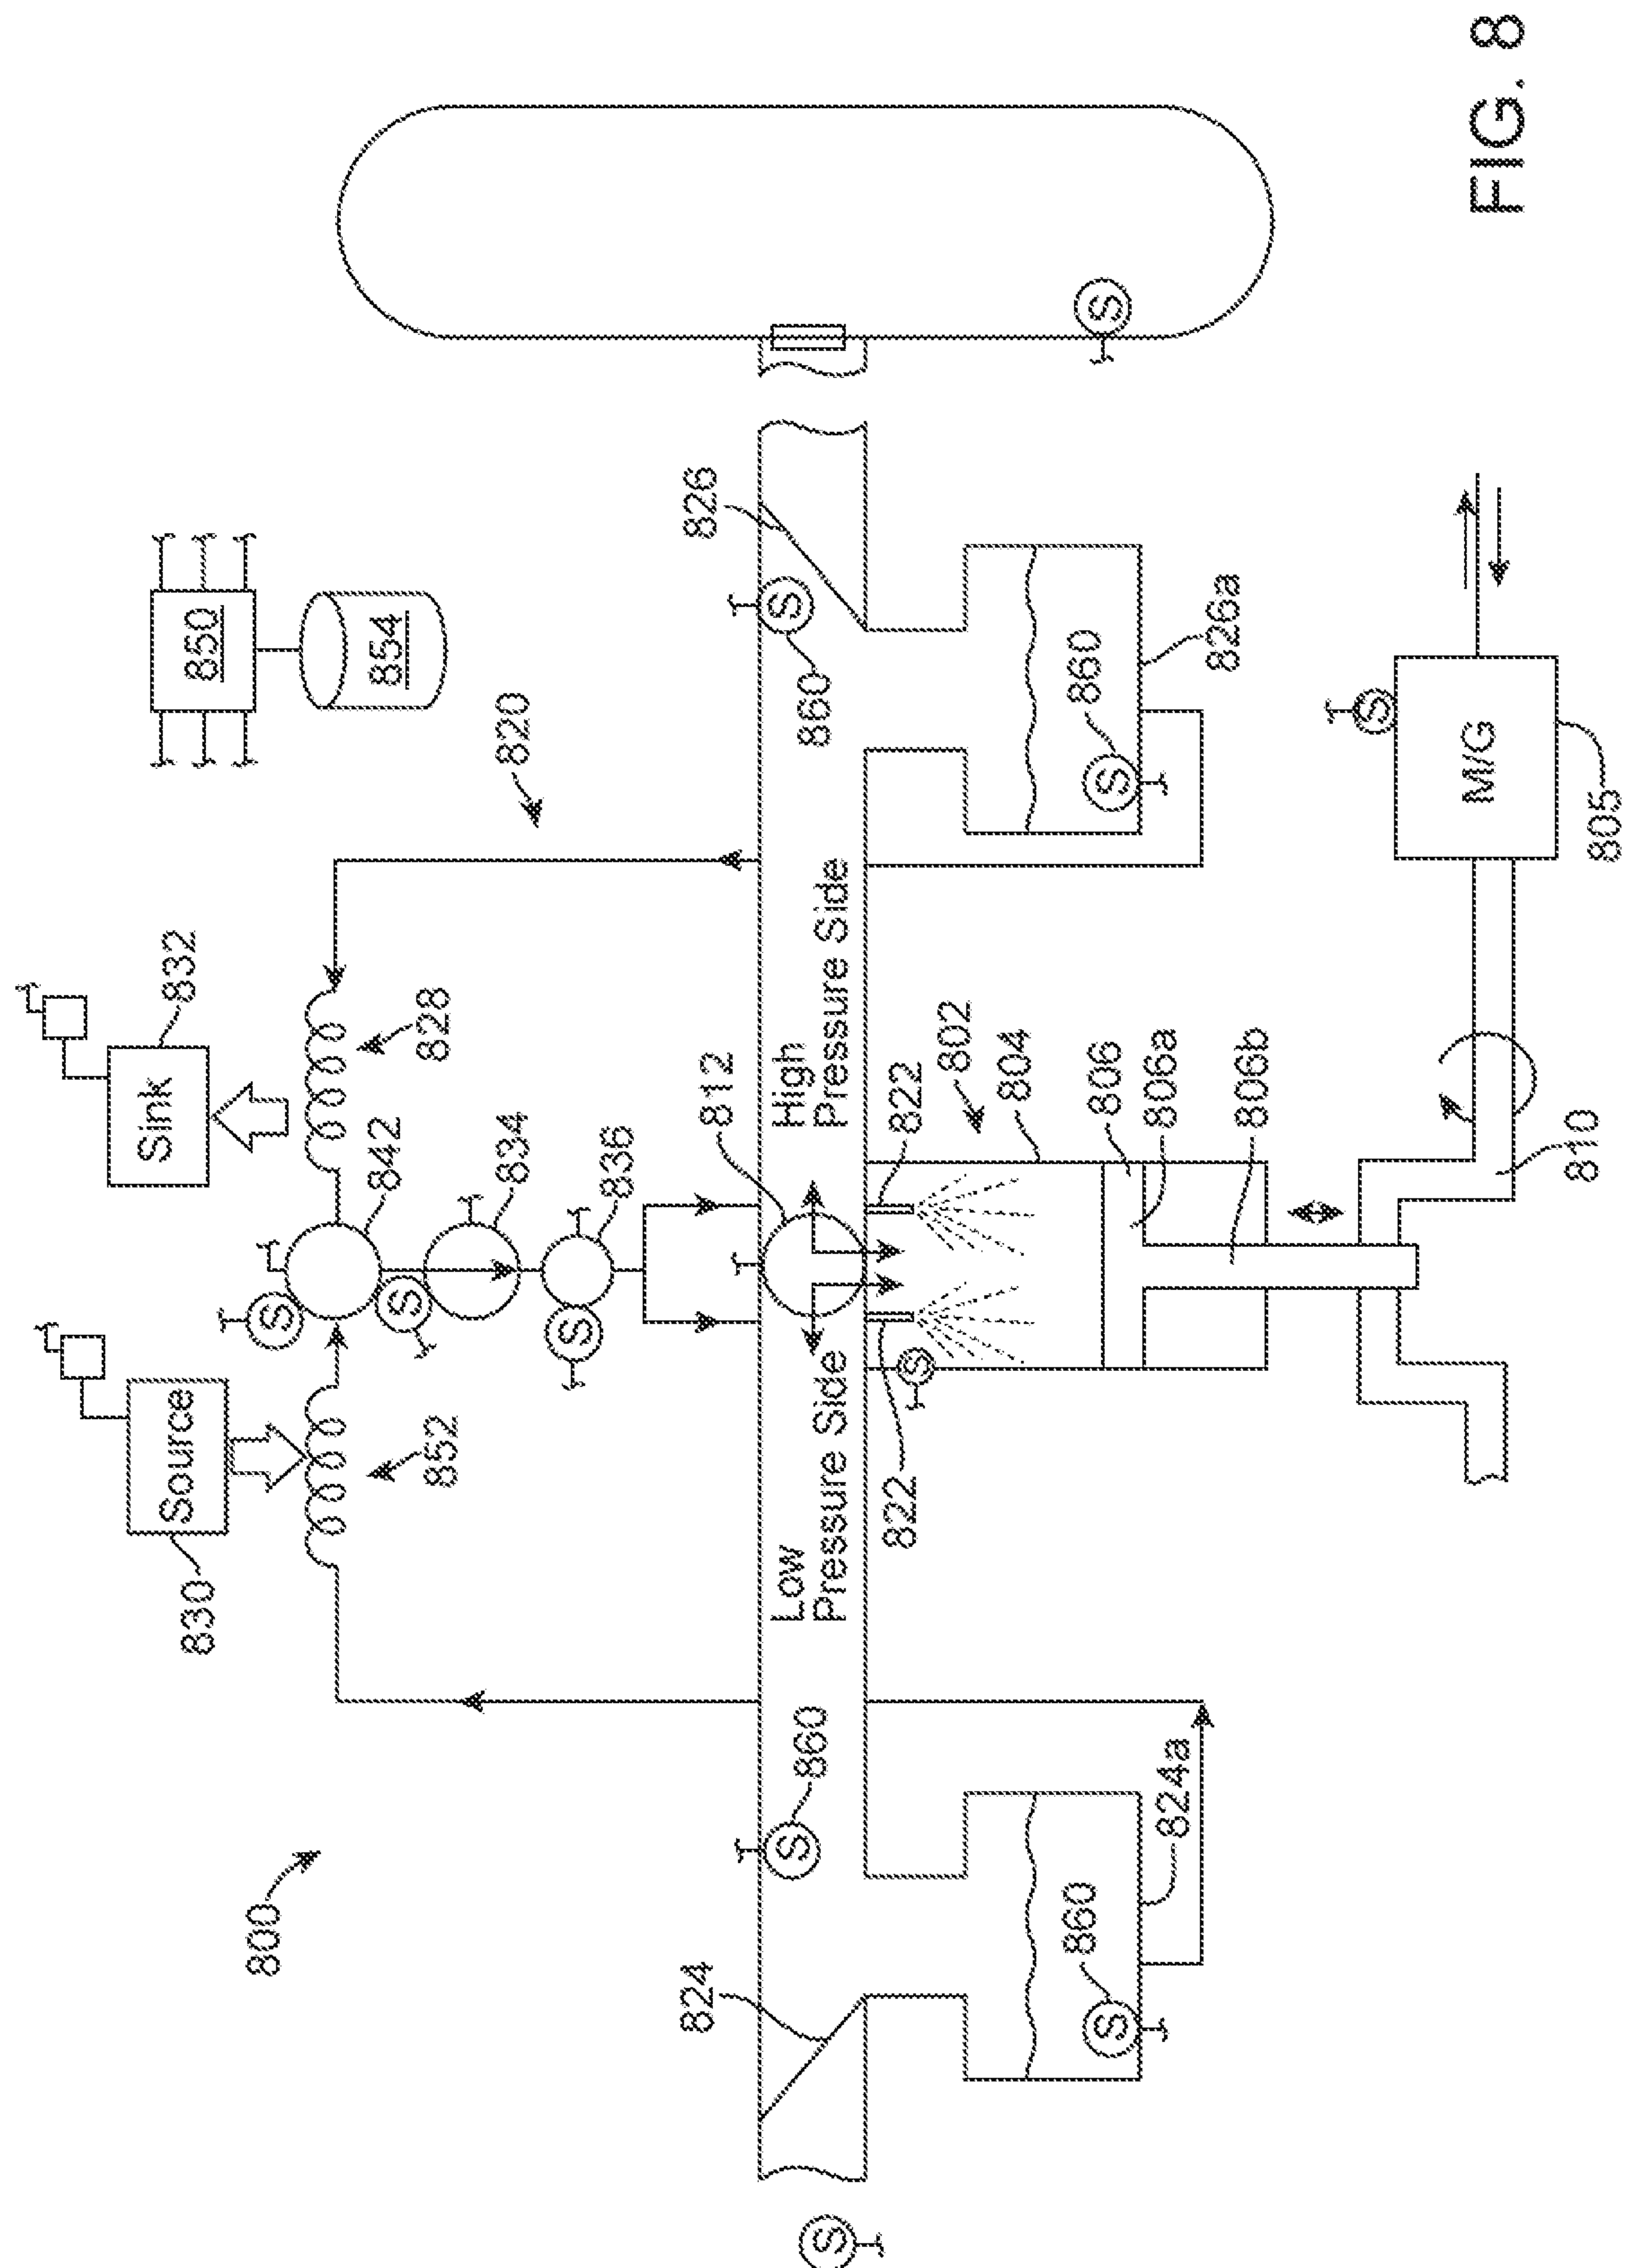 800
830
Source
852
832
Sink
828
842
834
836
820
850
854
824
860
Low
Pressure Side
812
High
Pressure Side
860
826
822
822
802
804
806
806a
806b
860
824a
860
826a
S
S
S
S
S
S
S
S
S
S
S
810
M/G
805
FIG. 8